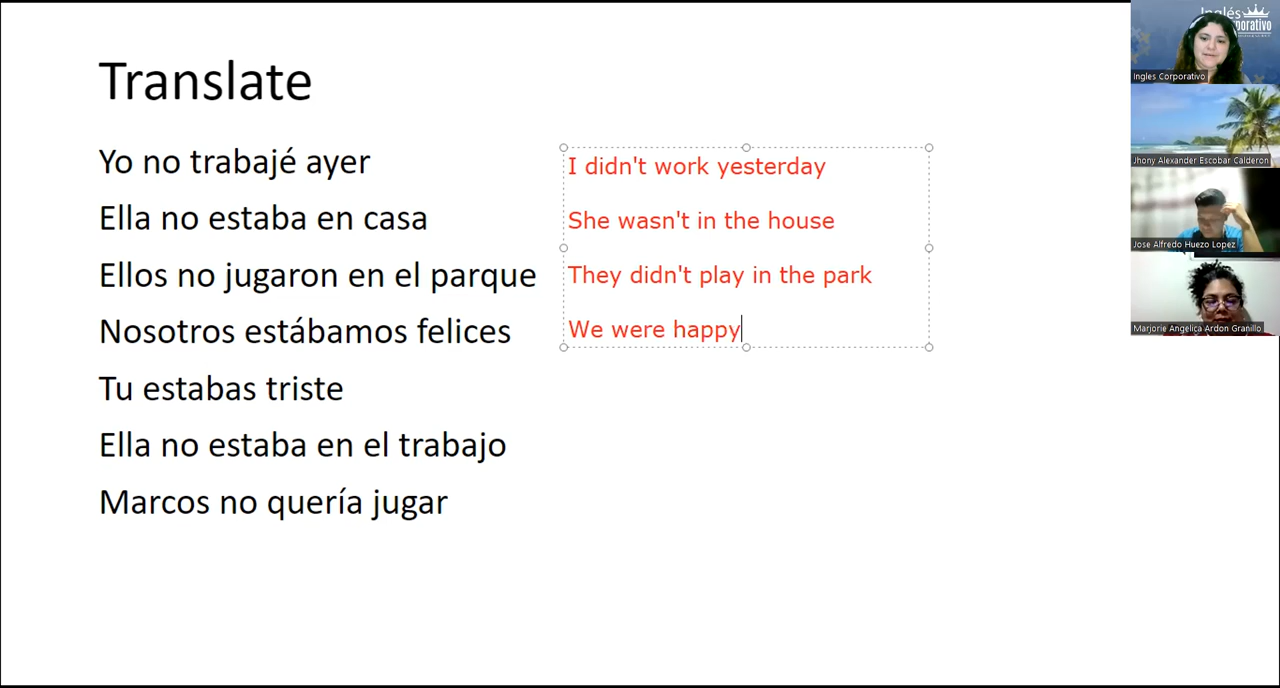 Translate
Yo no trabajé ayer
I didn't work yesterday
Ella no estaba en casa
She wasn't in the house
Ellos no jugaron en el parque
They didn't play in the park
Nosotros estábamos felices
We were happy
Tu estabas triste
Ella no estaba en el trabajo
Marcos no quería jugar
Inglés
Ingles Corporativo
Jhony Alexander Escobar Calderon
Jose Alfredo Huezo Lopez
Marjorie Angelica Ardon Granillo